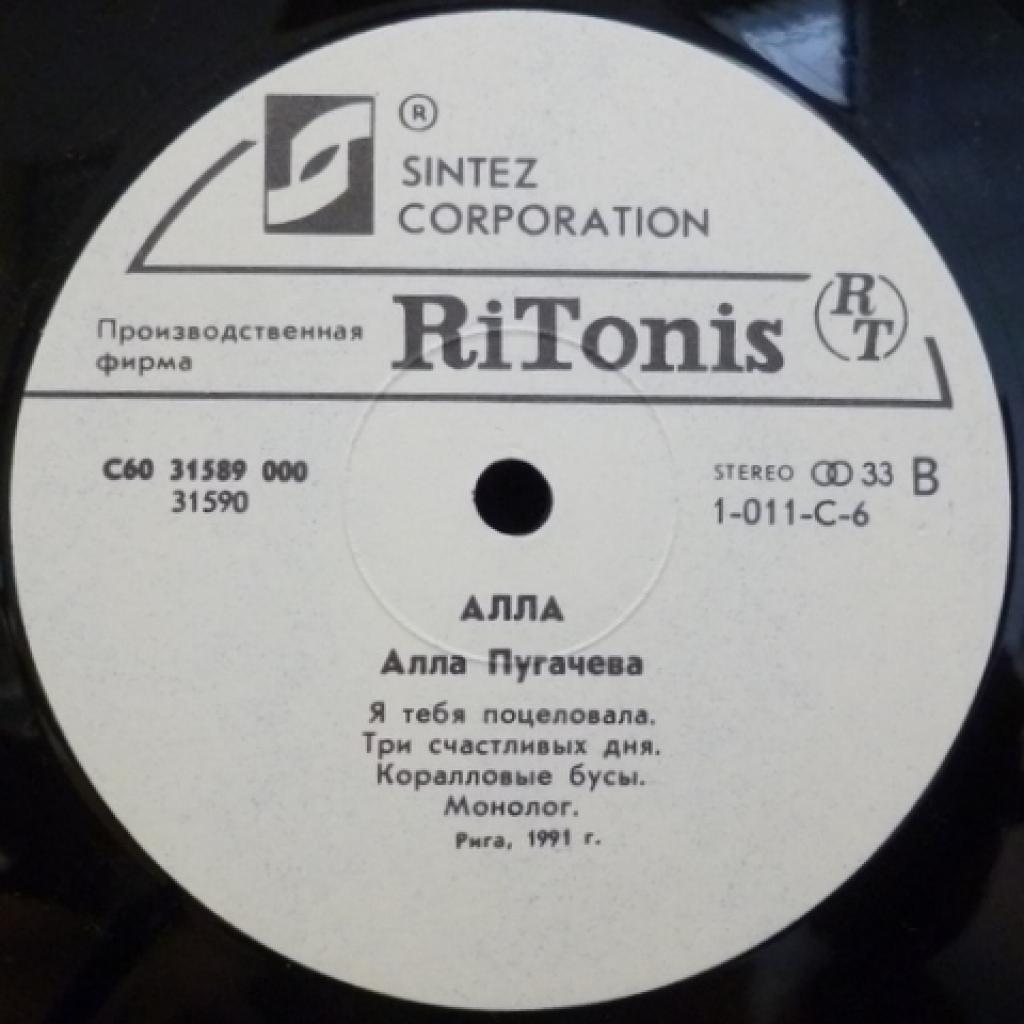 ®
SINTEZ
CORPORATION
Производственная
фирма
RiTonis
RT
С60 31589 000
31590
STEREO 33 B
1-011-С-6
АЛЛА
Алла Пугачева
Я тебя поцеловала.
Три счастливых дня.
Коралловые бусы.
Монолог.
Рига, 1991 г.